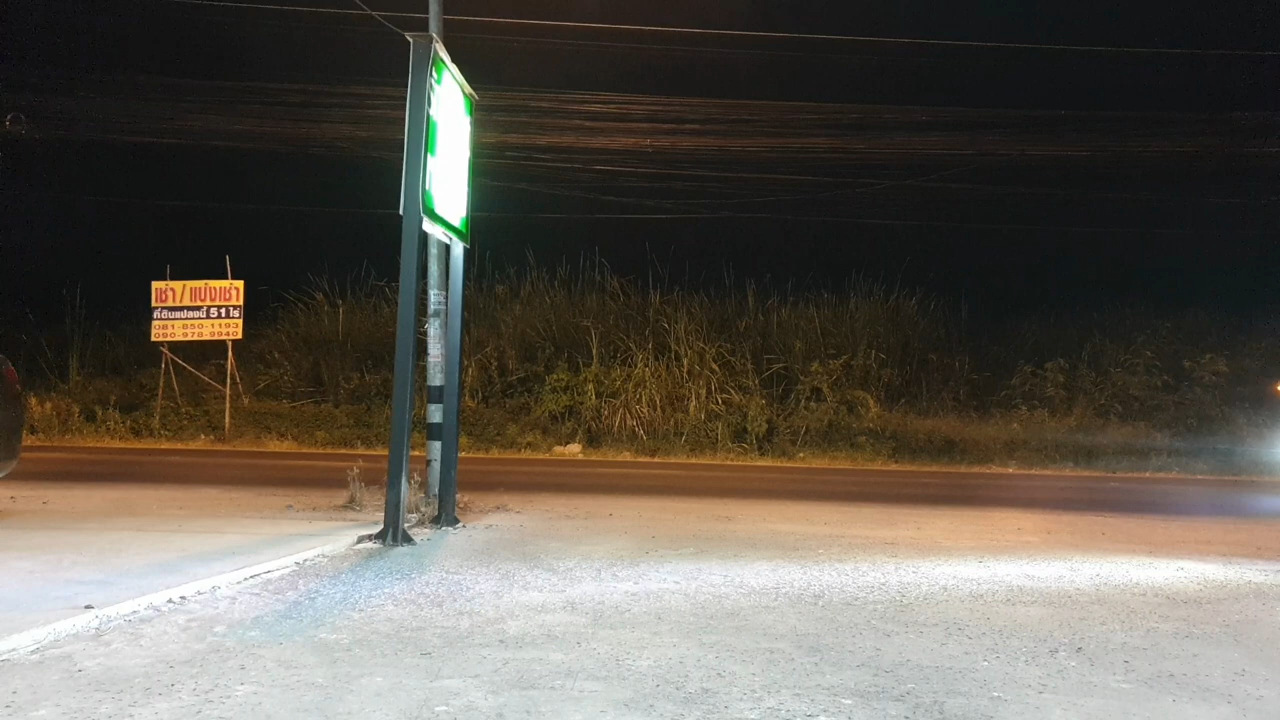 เช่า / แบ่งเช่า
ที่ดินแปลงนี้ 51 ไร่
081-850-1193
090-978-9940